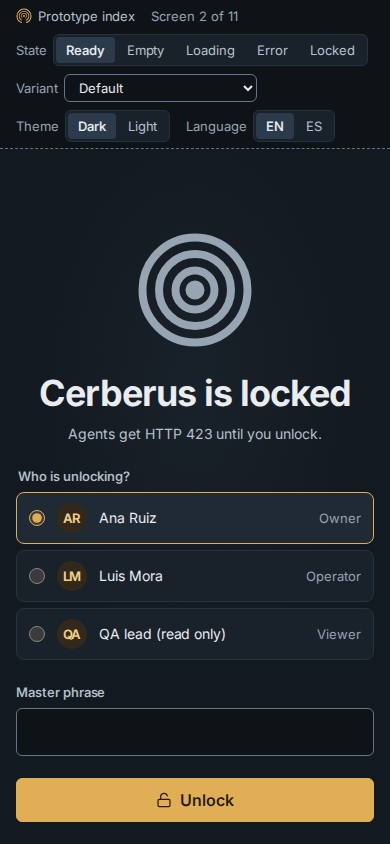 Prototype index Screen 2 of 11
State Ready Empty Loading Error Locked
Variant Default
Theme Dark Light Language EN ES
Cerberus is locked
Agents get HTTP 423 until you unlock.
Who is unlocking?
AR Ana Ruiz Owner
LM Luis Mora Operator
QA QA lead (read only) Viewer
Master phrase
Unlock